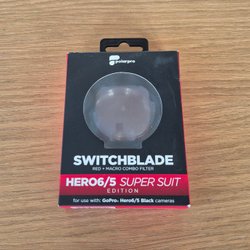 polarpro
SWITCHBLADE
RED + MACRO COMBO FILTER
HERO6/5 SUPER SUIT
EDITION
for use with: GoPro® Hero6/5 Black cameras